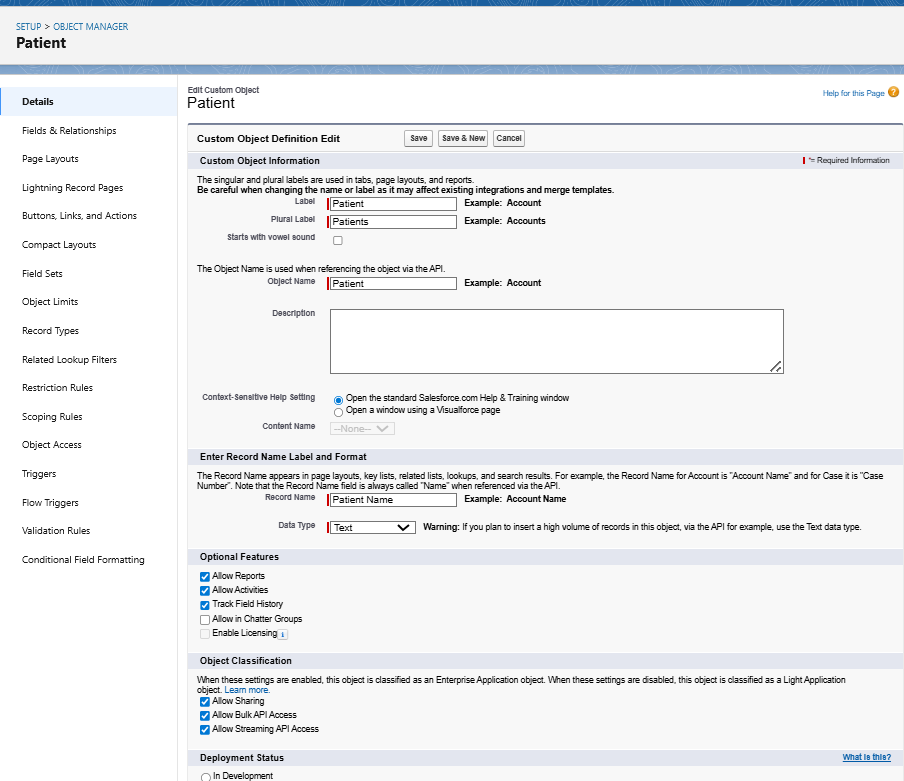 SETUP > OBJECT MANAGER
Patient
Details
Fields & Relationships
Page Layouts
Lightning Record Pages
Buttons, Links, and Actions
Compact Layouts
Field Sets
Object Limits
Record Types
Related Lookup Filters
Restriction Rules
Scoping Rules
Object Access
Triggers
Flow Triggers
Validation Rules
Conditional Field Formatting
Edit Custom Object
Patient
Help for this Page ?
Custom Object Definition Edit Save Save & New Cancel
Custom Object Information *= Required Information
The singular and plural labels are used in tabs, page layouts, and reports.
Be careful when changing the name or label as it may affect existing integrations and merge templates.
Label Patient Example: Account
Plural Label Patients Example: Accounts
Starts with vowel sound
The Object Name is used when referencing the object via the API.
Object Name Patient Example: Account
Description
Context-Sensitive Help Setting Open the standard Salesforce.com Help & Training window
Open a window using a Visualforce page
Content Name --None--
Enter Record Name Label and Format
The Record Name appears in page layouts, key lists, related lists, lookups, and search results. For example, the Record Name for Account is "Account Name" and for Case it is "Case
Number". Note that the Record Name field is always called "Name" when referenced via the API.
Record Name Patient Name Example: Account Name
Data Type Text Warning: If you plan to insert a high volume of records in this object, via the API for example, use the Text data type.
Optional Features
Allow Reports
Allow Activities
Track Field History
Allow in Chatter Groups
Enable Licensing i
Object Classification
When these settings are enabled, this object is classified as an Enterprise Application object. When these settings are disabled, this object is classified as a Light Application
object. Learn more.
Allow Sharing
Allow Bulk API Access
Allow Streaming API Access
Deployment Status What is this?
In Development